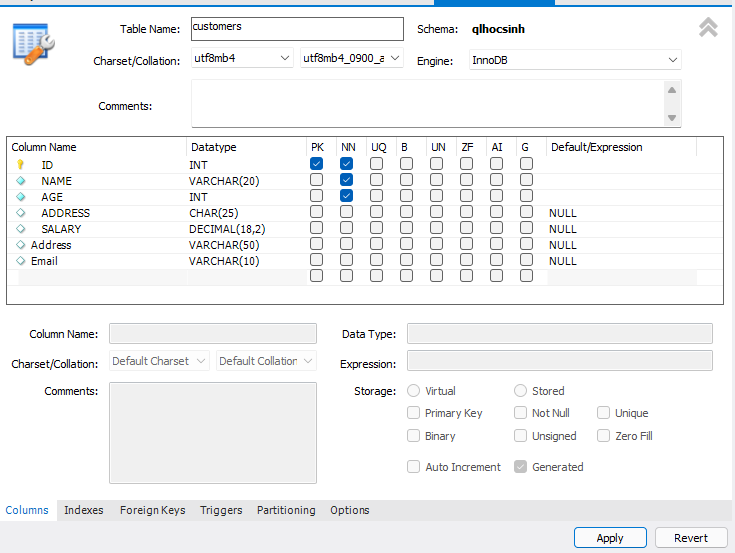 Table Name: customers Schema: qlhocsinh
Charset/Collation: utf8mb4 utf8mb4_0900_a Engine: InnoDB
Comments:
Column Name Datatype PK NN UQ B UN ZF AI G Default/Expression
ID INT
NAME VARCHAR(20)
AGE INT
ADDRESS CHAR(25) NULL
SALARY DECIMAL(18,2) NULL
Address VARCHAR(50) NULL
Email VARCHAR(10) NULL
Column Name: Data Type:
Charset/Collation: Default Charset Default Collation Expression:
Comments: Storage: Virtual Stored
Primary Key Not Null Unique
Binary Unsigned Zero Fill
Auto Increment Generated
Columns Indexes Foreign Keys Triggers Partitioning Options
Apply Revert